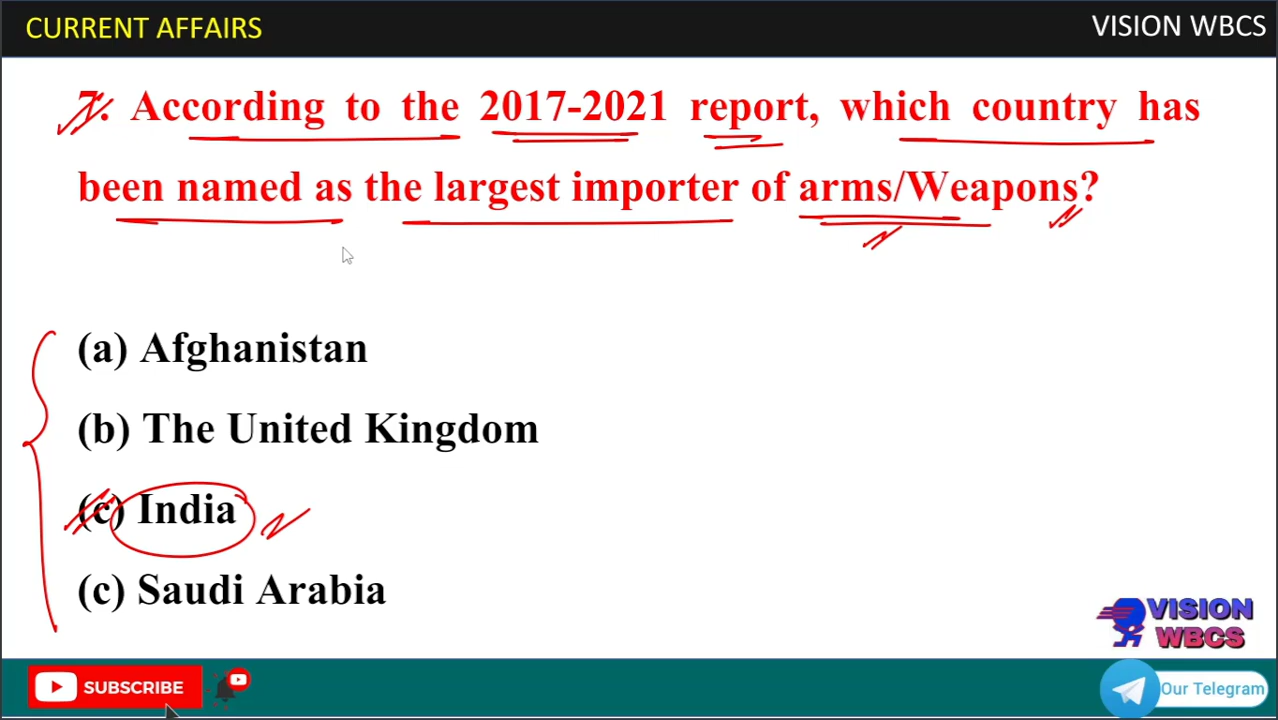 CURRENT AFFAIRS
VISION WBCS
7. According to the 2017-2021 report, which country has
been named as the largest importer of arms/Weapons?
(a) Afghanistan
(b) The United Kingdom
(c) India
(c) Saudi Arabia
VISION
WBCS
SUBSCRIBE
Our Telegram